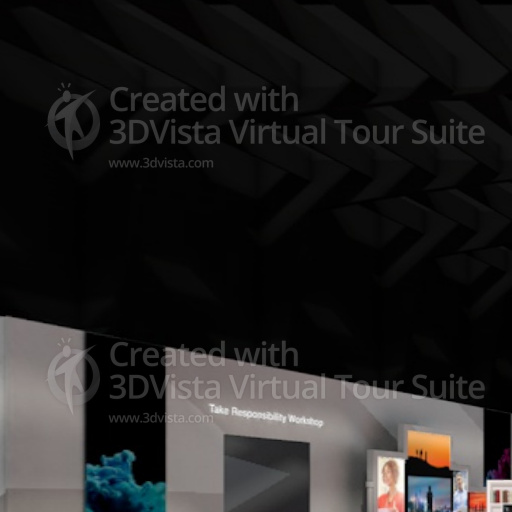 Created with
3DVista Virtual Tour Suite
www.3dvista.com
Created with
3DVista Virtual Tour Suite
www.3dvista.com
Take Responsibility Workshop